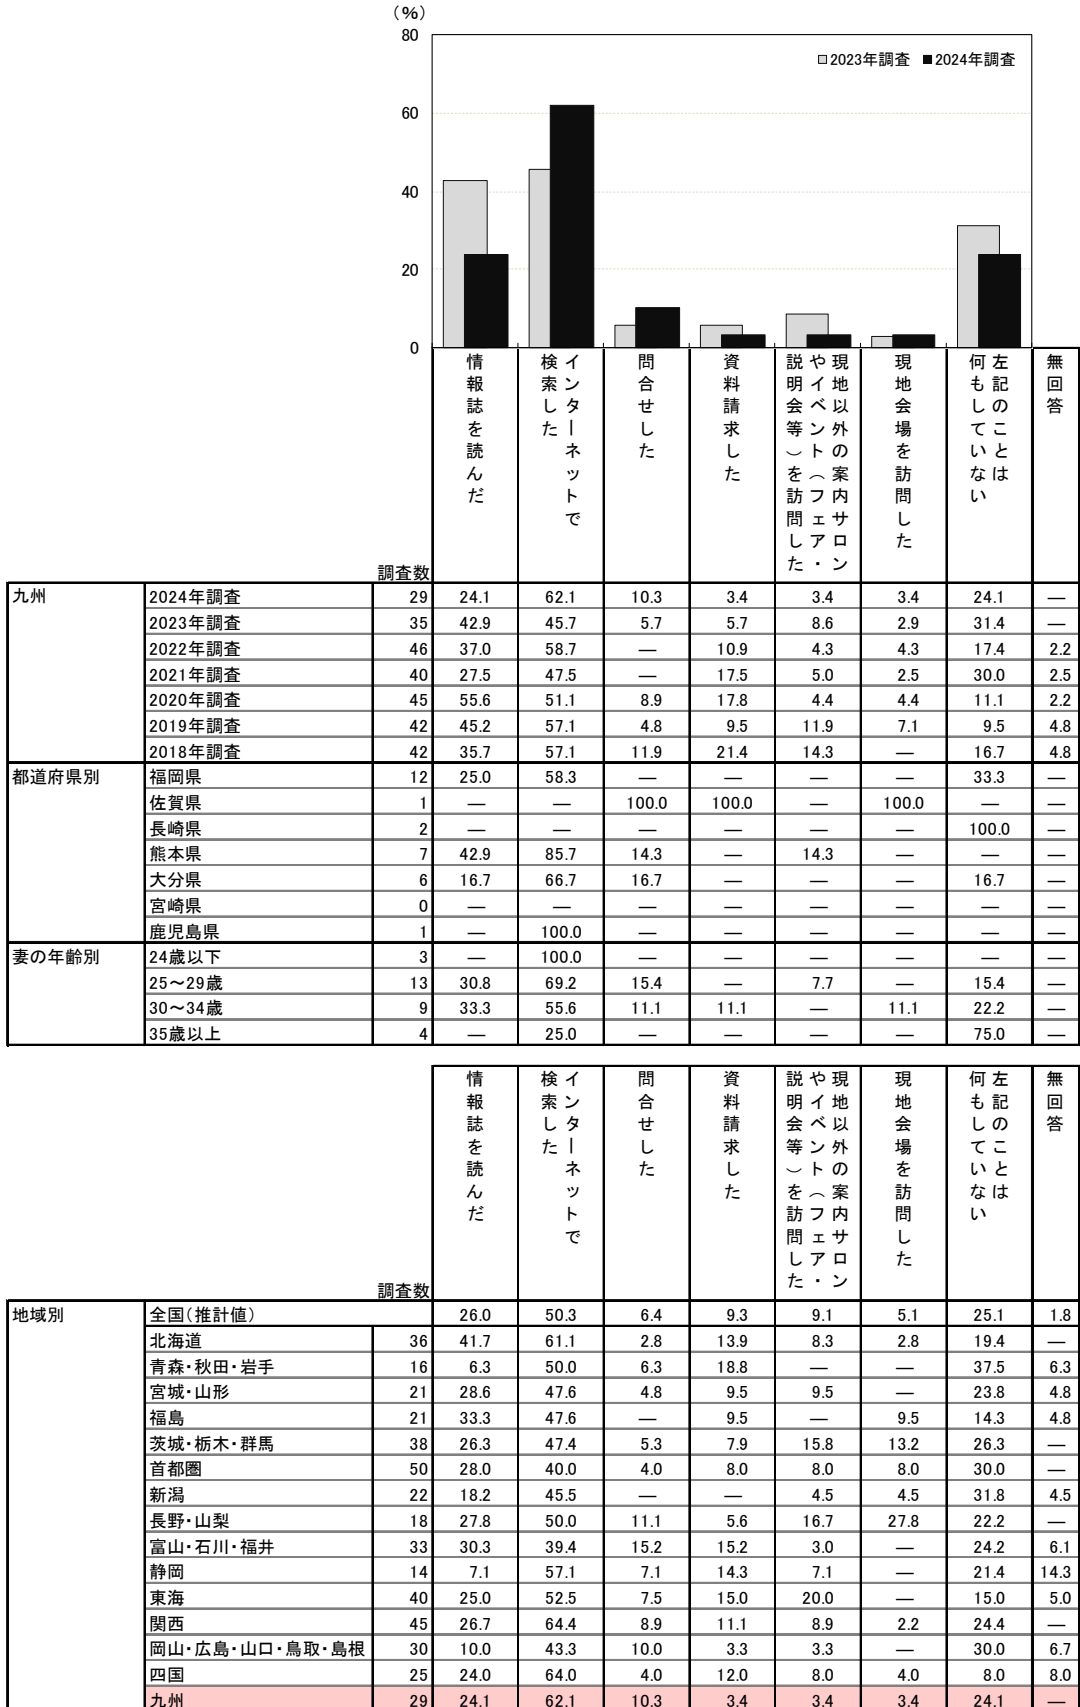 (%)
80
60
40
20
0
2023年調査 2024年調査
調査数
情報誌を読んだ
インターネットで検索した
問合せした
資料請求した
現地以外の案内サロンやイベント（フェア・説明会等）を訪問した
現地会場を訪問した
左記のことは何もしていない
無回答
九州 2024年調査 29 24.1 62.1 10.3 3.4 3.4 3.4 24.1 ―
2023年調査 35 42.9 45.7 5.7 5.7 8.6 2.9 31.4 ―
2022年調査 46 37.0 58.7 ― 10.9 4.3 4.3 17.4 2.2
2021年調査 40 27.5 47.5 ― 17.5 5.0 2.5 30.0 2.5
2020年調査 45 55.6 51.1 8.9 17.8 4.4 4.4 11.1 2.2
2019年調査 42 45.2 57.1 4.8 9.5 11.9 7.1 9.5 4.8
2018年調査 42 35.7 57.1 11.9 21.4 14.3 ― 16.7 4.8
都道府県別 福岡県 12 25.0 58.3 ― ― ― ― 33.3 ―
佐賀県 1 ― ― 100.0 100.0 ― 100.0 ― ―
長崎県 2 ― ― ― ― ― ― 100.0 ―
熊本県 7 42.9 85.7 14.3 ― 14.3 ― ― ―
大分県 6 16.7 66.7 16.7 ― ― ― 16.7 ―
宮崎県 0 ― ― ― ― ― ― ― ―
鹿児島県 1 ― 100.0 ― ― ― ― ― ―
妻の年齢別 24歳以下 3 ― 100.0 ― ― ― ― ― ―
25～29歳 13 30.8 69.2 15.4 ― 7.7 ― 15.4 ―
30～34歳 9 33.3 55.6 11.1 11.1 ― 11.1 22.2 ―
35歳以上 4 ― 25.0 ― ― ― ― 75.0 ―
調査数
情報誌を読んだ
インターネットで検索した
問合せした
資料請求した
現地以外の案内サロンやイベント（フェア・説明会等）を訪問した
現地会場を訪問した
左記のことは何もしていない
無回答
地域別 全国(推計値) 26.0 50.3 6.4 9.3 9.1 5.1 25.1 1.8
北海道 36 41.7 61.1 2.8 13.9 8.3 2.8 19.4 ―
青森・秋田・岩手 16 6.3 50.0 6.3 18.8 ― ― 37.5 6.3
宮城・山形 21 28.6 47.6 4.8 9.5 9.5 ― 23.8 4.8
福島 21 33.3 47.6 ― 9.5 ― 9.5 14.3 4.8
茨城・栃木・群馬 38 26.3 47.4 5.3 7.9 15.8 13.2 26.3 ―
首都圏 50 28.0 40.0 4.0 8.0 8.0 8.0 30.0 ―
新潟 22 18.2 45.5 ― ― 4.5 4.5 31.8 4.5
長野・山梨 18 27.8 50.0 11.1 5.6 16.7 27.8 22.2 ―
富山・石川・福井 33 30.3 39.4 15.2 15.2 3.0 ― 24.2 6.1
静岡 14 7.1 57.1 7.1 14.3 7.1 ― 21.4 14.3
東海 40 25.0 52.5 7.5 15.0 20.0 ― 15.0 5.0
関西 45 26.7 64.4 8.9 11.1 8.9 2.2 24.4 ―
岡山・広島・山口・鳥取・島根 30 10.0 43.3 10.0 3.3 3.3 ― 30.0 6.7
四国 25 24.0 64.0 4.0 12.0 8.0 4.0 8.0 8.0
九州 29 24.1 62.1 10.3 3.4 3.4 3.4 24.1 ―